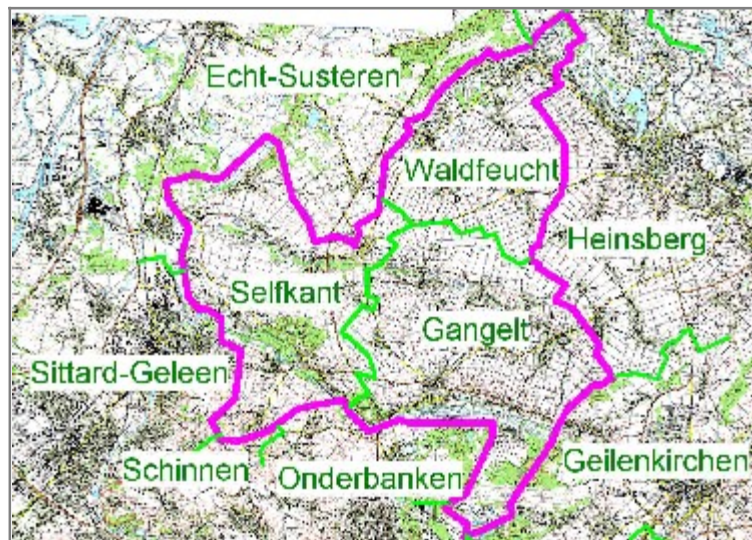 Echt-Susteren
Waldfeucht
Heinsberg
Selfkant
Gangelt
Sittard-Geleen
Schinnen
Onderbanken
Geilenkirchen